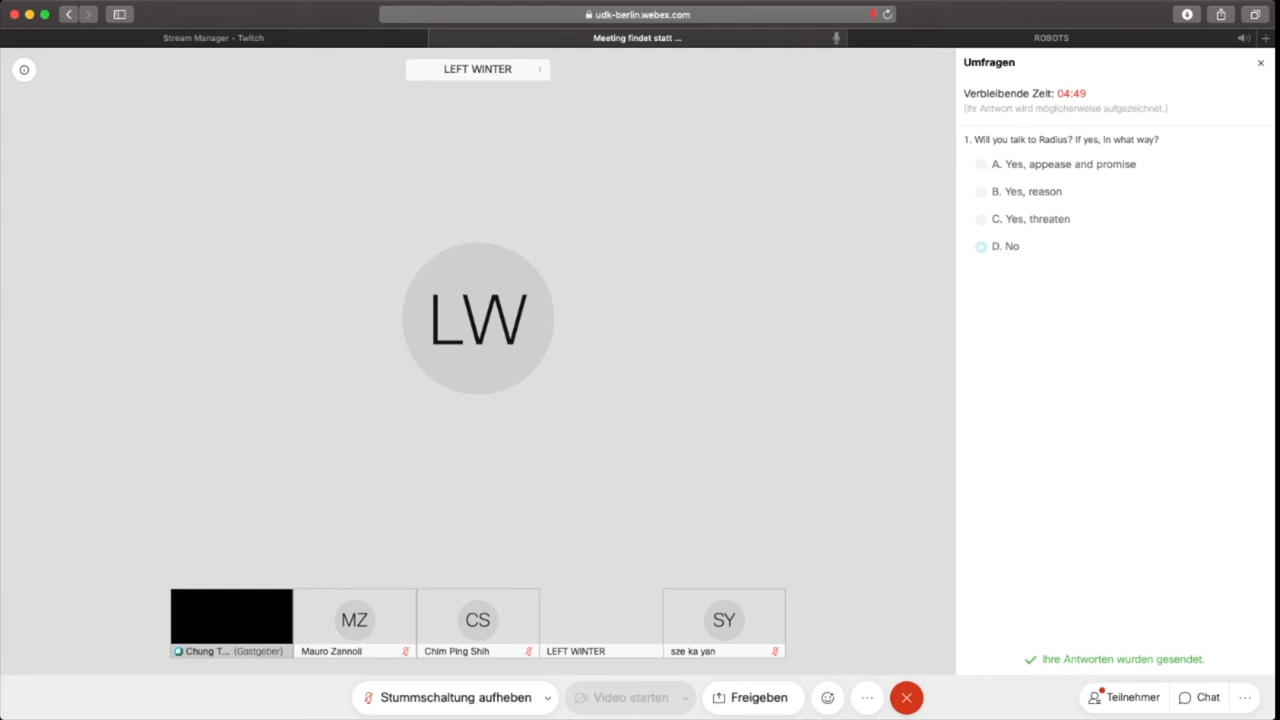 udk-berlin.webex.com
Stream Manager - Twitch
Meeting findet statt ...
ROBOTS
LEFT WINTER
Umfragen
Verbleibende Zeit: 04:49
(Ihr Antwort wird möglicherweise aufgezeichnet.)
1. Will you talk to Radius? If yes, In what way?
A. Yes, appease and promise
B. Yes, reason
C. Yes, threaten
D. No
LW
MZ
CS
SY
Chung T... (Gastgeber)
Mauro Zannoli
Chim Ping Shih
LEFT WINTER
sze ka yan
Ihre Antworten wurden gesendet.
Stummschaltung aufheben
Video starten
Freigeben
Teilnehmer
Chat